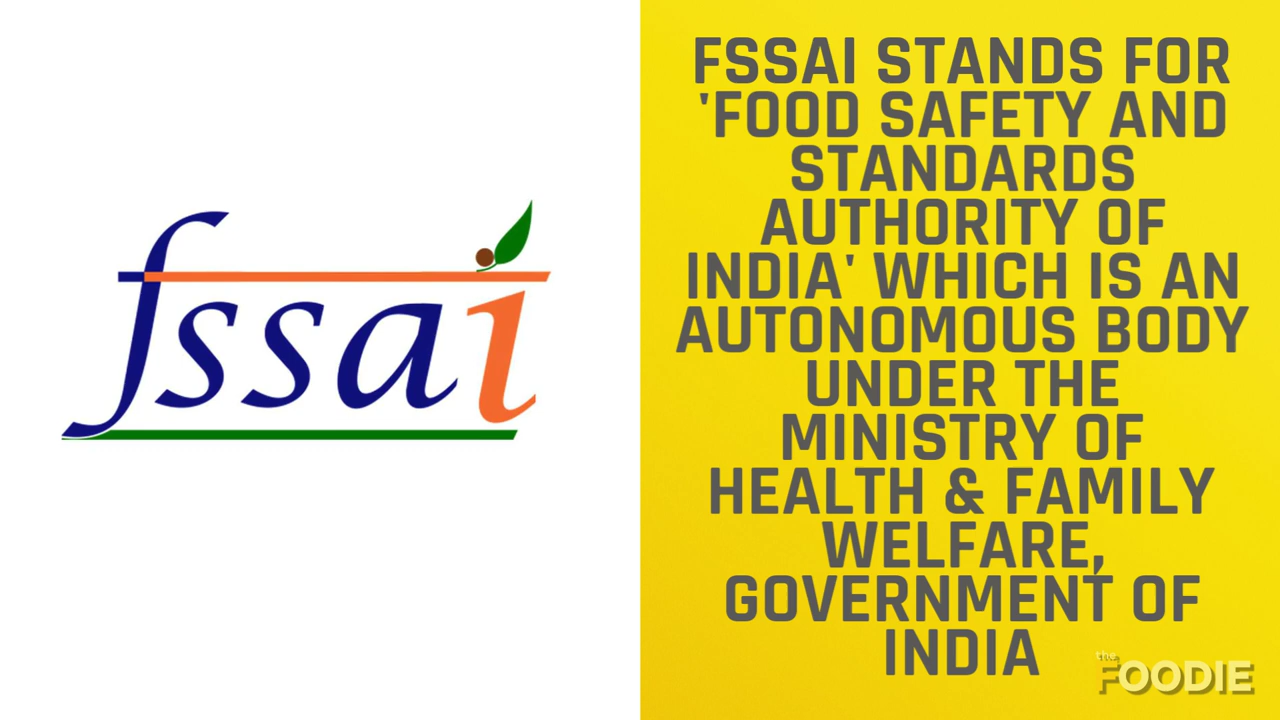 fssai
FSSAI STANDS FOR
'FOOD SAFETY AND
STANDARDS
AUTHORITY OF
INDIA' WHICH IS AN
AUTONOMOUS BODY
UNDER THE
MINISTRY OF
HEALTH & FAMILY
WELFARE,
GOVERNMENT OF
INDIA
the
FOODIE